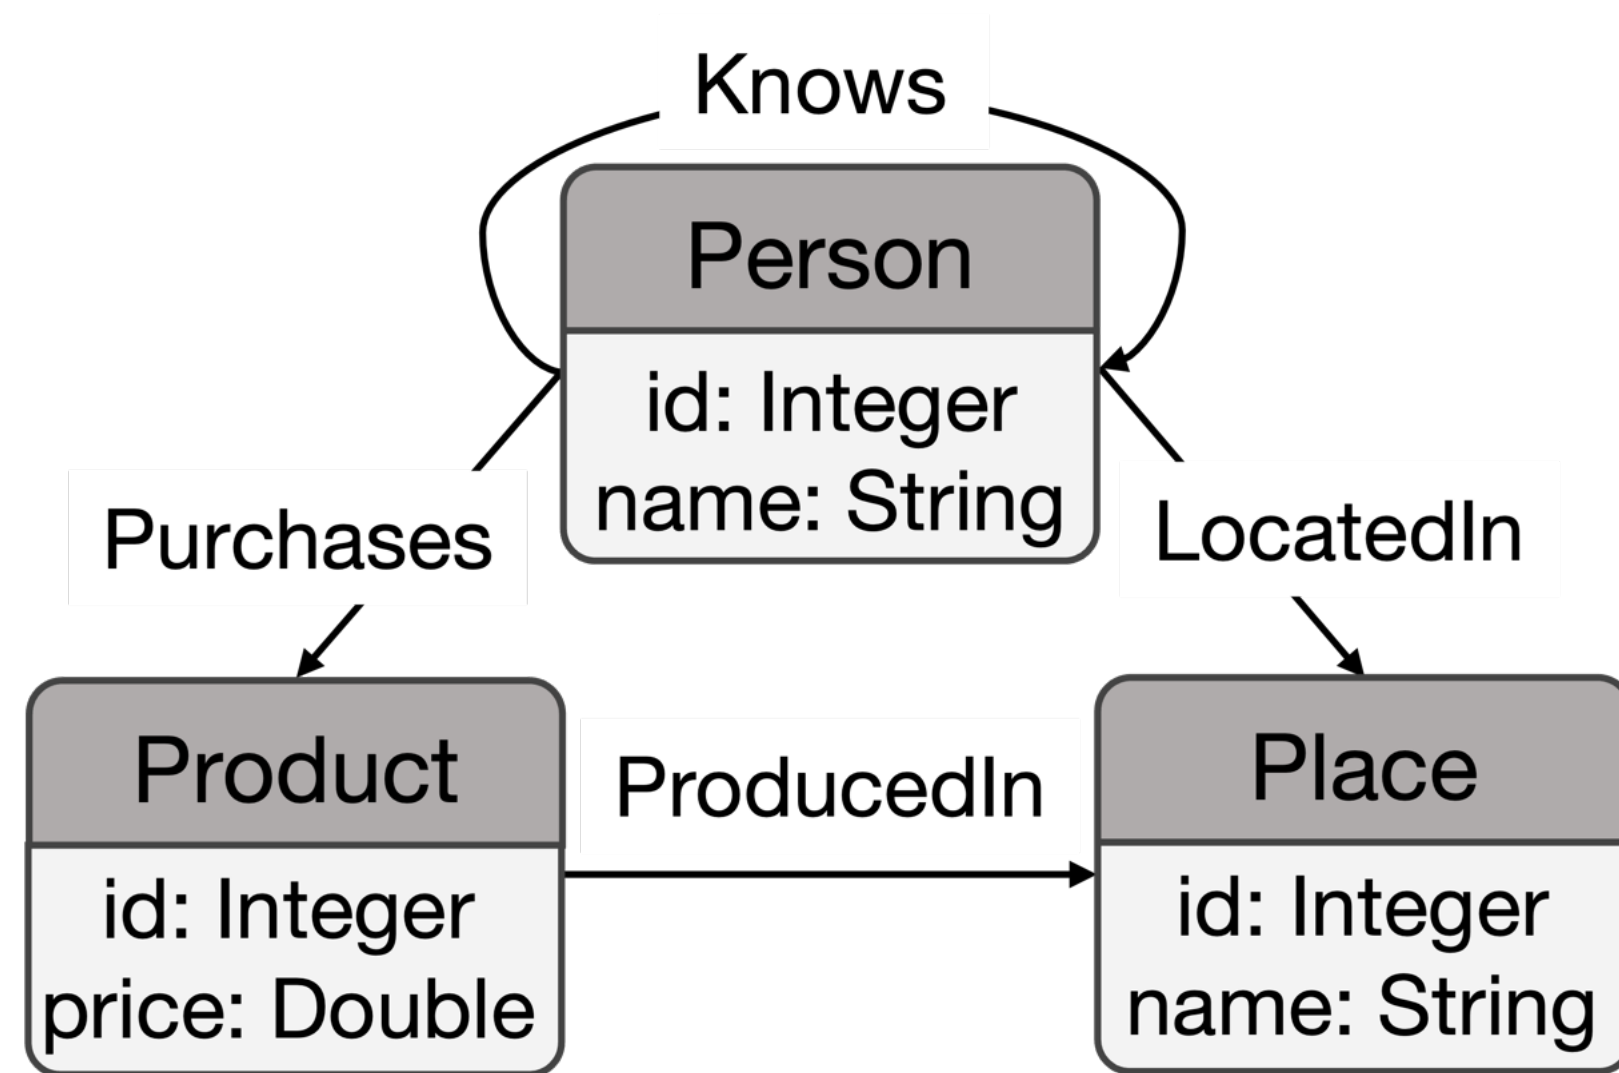 Knows
Person
id: Integer
name: String
Purchases
LocatedIn
Product
id: Integer
price: Double
ProducedIn
Place
id: Integer
name: String